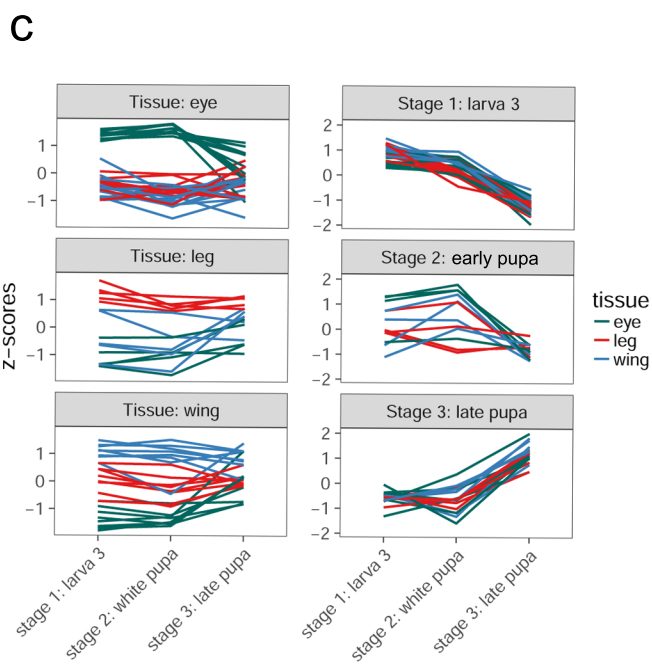 C
Tissue: eye
1
0
−1
Stage 1: larva 3
2
1
0
−1
−2
Tissue: leg
1
0
−1
Stage 2: early pupa
2
1
0
−1
−2
Tissue: wing
1
0
−1
Stage 3: late pupa
2
1
0
−1
−2
z−scores
tissue
eye
leg
wing
stage 1: larva 3
stage 2: white pupa
stage 3: late pupa
stage 1: larva 3
stage 2: white pupa
stage 3: late pupa